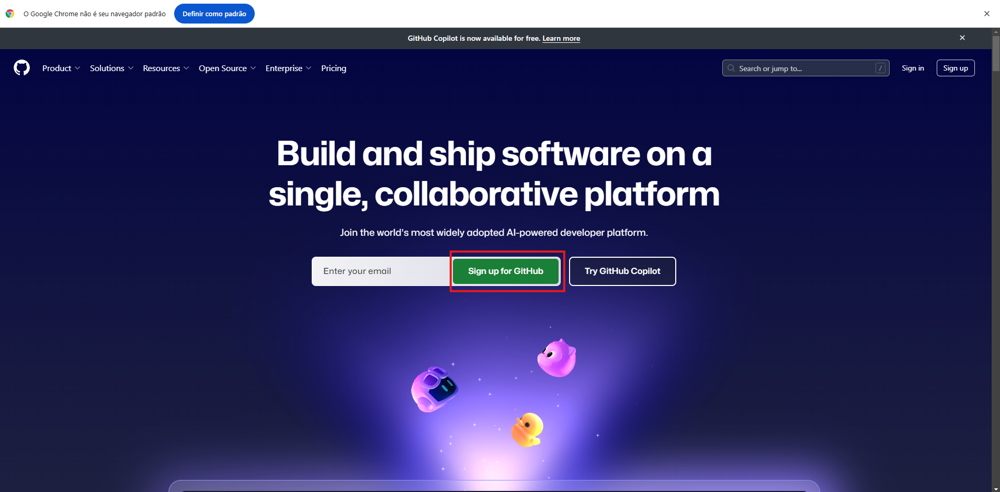 O Google Chrome não é seu navegador padrão Definir como padrão
GitHub Copilot is now available for free. Learn more
Product Solutions Resources Open Source Enterprise Pricing Search or jump to... / Sign in Sign up
Build and ship software on a
single, collaborative platform
Join the world's most widely adopted AI-powered developer platform.
Enter your email Sign up for GitHub Try GitHub Copilot